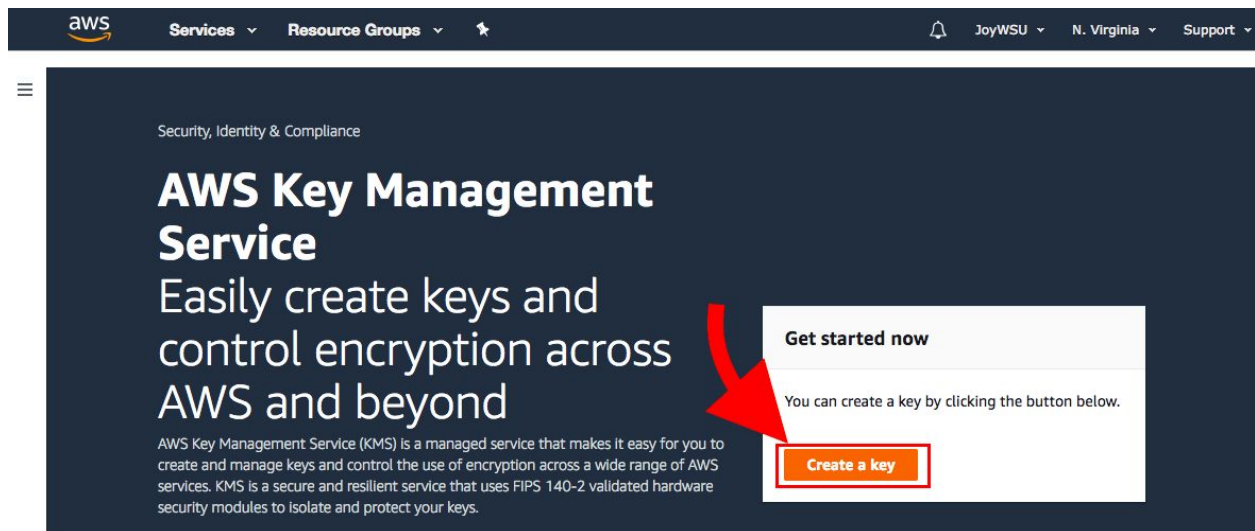 aws Services Resource Groups JoyWSU N. Virginia Support
Security, Identity & Compliance
AWS Key Management
Service
Easily create keys and
control encryption across
AWS and beyond
AWS Key Management Service (KMS) is a managed service that makes it easy for you to
create and manage keys and control the use of encryption across a wide range of AWS
services. KMS is a secure and resilient service that uses FIPS 140-2 validated hardware
security modules to isolate and protect your keys.
Get started now
You can create a key by clicking the button below.
Create a key